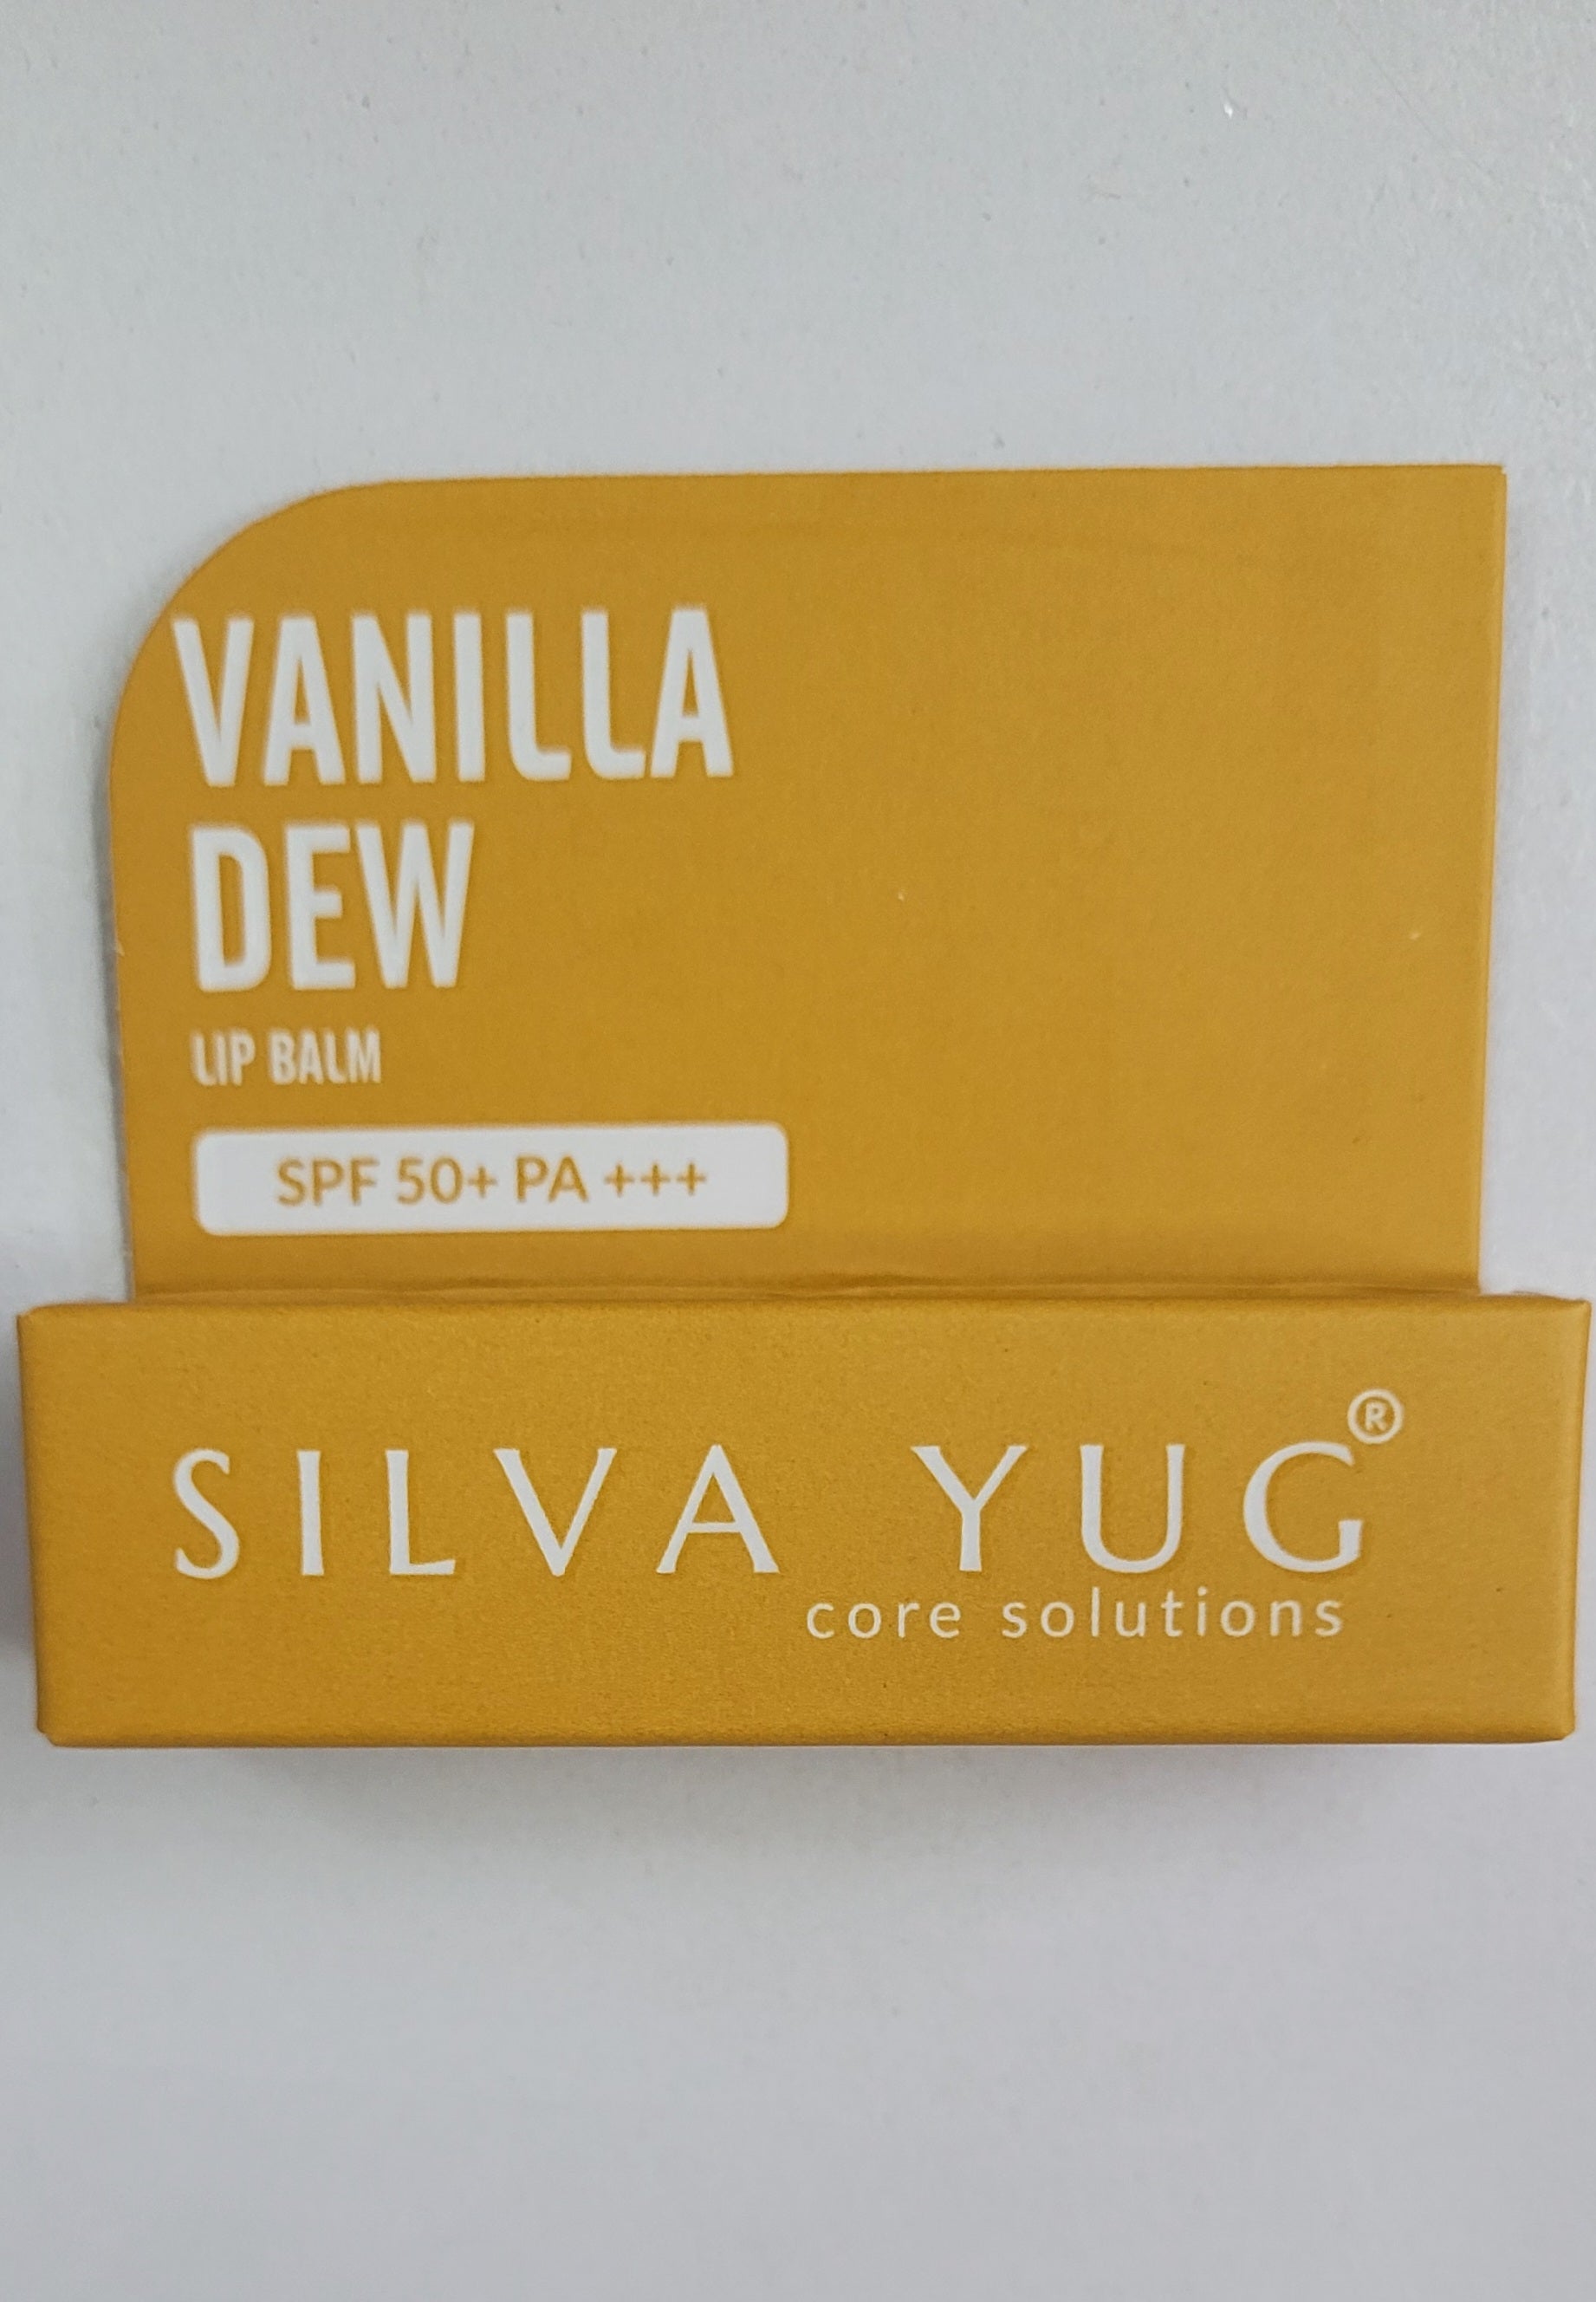 VANILLA
DEW
LIP BALM
SPF 50+ PA +++
SILVA YUG®
core solutions